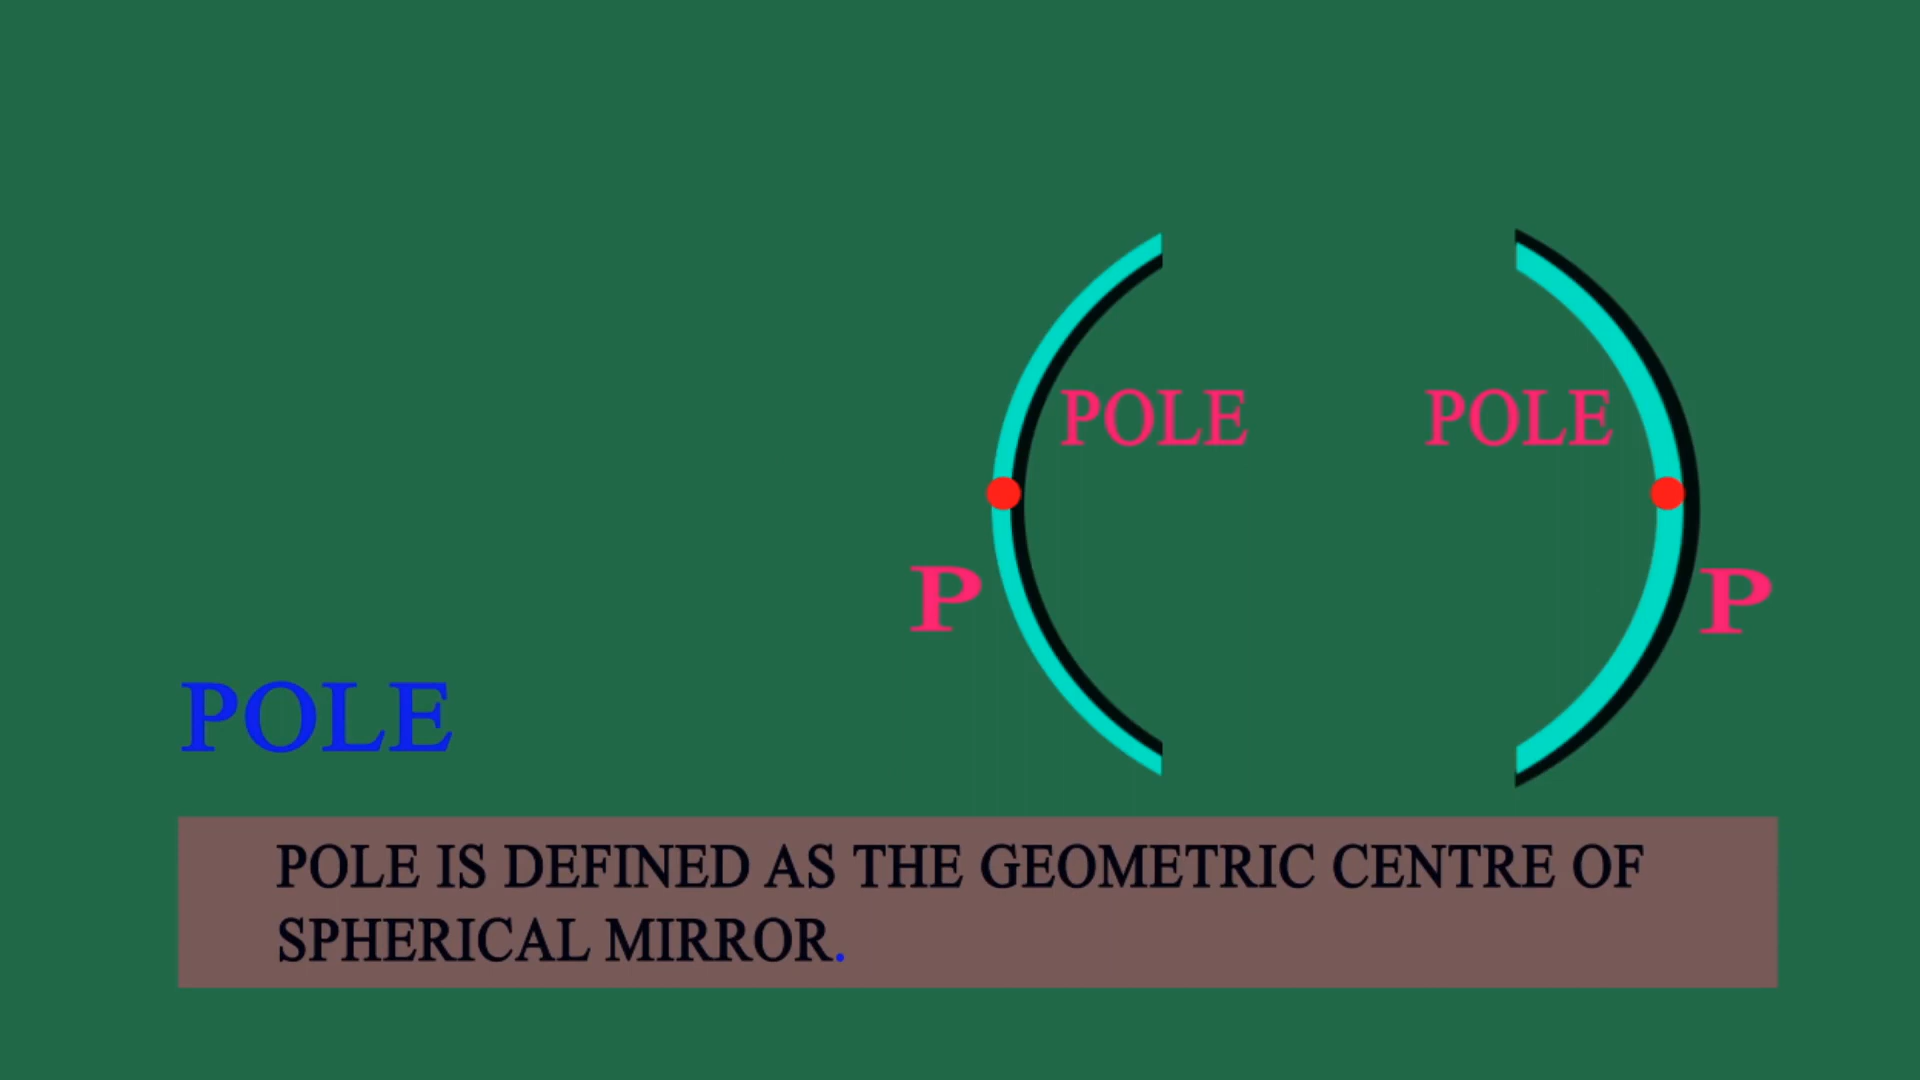 POLE POLE
P P
POLE
POLE IS DEFINED AS THE GEOMETRIC CENTRE OF
SPHERICAL MIRROR.